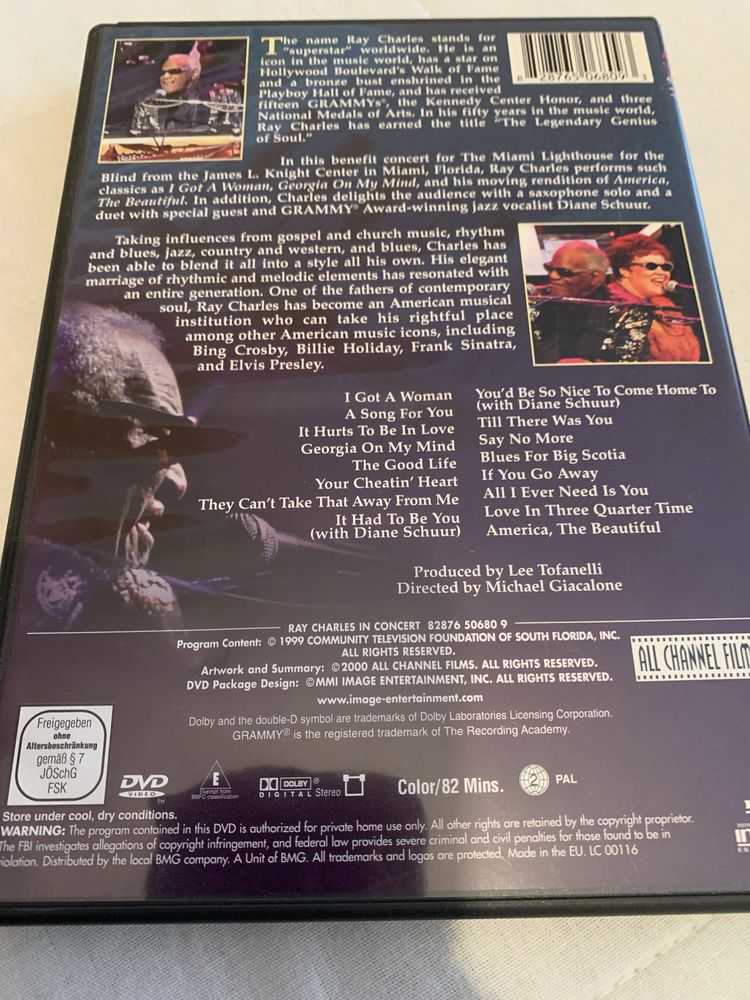 The name Ray Charles stands for
"superstar" worldwide. He is an
icon in the music world, has a star on
Hollywood Boulevard's Walk of Fame
and a bronze bust enshrined in the
Playboy Hall of Fame, and has received
fifteen GRAMMYs®, the Kennedy Center Honor, and three
National Medals of Arts. In his fifty years in the music world,
Ray Charles has earned the title "The Legendary Genius
of Soul."
8 28765 06809 3
In this benefit concert for The Miami Lighthouse for the
Blind from the James L. Knight Center in Miami, Florida, Ray Charles performs such
classics as I Got A Woman, Georgia On My Mind, and his moving rendition of America,
The Beautiful. In addition, Charles delights the audience with a saxophone solo and a
duet with special guest and GRAMMY® Award-winning jazz vocalist Diane Schuur.
Taking influences from gospel and church music, rhythm
and blues, jazz, country and western, and blues, Charles has
been able to blend it all into a style all his own. His elegant
marriage of rhythmic and melodic elements has resonated with
an entire generation. One of the fathers of contemporary
soul, Ray Charles has become an American musical
institution who can take his rightful place
among other American music icons, including
Bing Crosby, Billie Holiday, Frank Sinatra,
and Elvis Presley.
I Got A Woman
A Song For You
It Hurts To Be In Love
Georgia On My Mind
The Good Life
Your Cheatin' Heart
They Can't Take That Away From Me
It Had To Be You
(with Diane Schuur)
You'd Be So Nice To Come Home To
(with Diane Schuur)
Till There Was You
Say No More
Blues For Big Scotia
If You Go Away
All I Ever Need Is You
Love In Three Quarter Time
America, The Beautiful
Produced by Lee Tofanelli
Directed by Michael Giacalone
RAY CHARLES IN CONCERT 82876 50680 9
Program Content: © 1999 COMMUNITY TELEVISION FOUNDATION OF SOUTH FLORIDA, INC.
ALL RIGHTS RESERVED.
Artwork and Summary: ©2000 ALL CHANNEL FILMS. ALL RIGHTS RESERVED.
DVD Package Design: ©MMI IMAGE ENTERTAINMENT, INC. ALL RIGHTS RESERVED.
www.image-entertainment.com
ALL CHANNEL FILM
Dolby and the double-D symbol are trademarks of Dolby Laboratories Licensing Corporation.
GRAMMY® is the registered trademark of The Recording Academy.
Freigegeben
ohne
Altersbeschränkung
gemäß § 7
JÖSchG
FSK
DVD
VIDEO
TM
E
Exempt from
BBFC classification
DOLBY®
DIGITAL Stereo
Color/82 Mins.
2
PAL
Store under cool, dry conditions.
WARNING: The program contained in this DVD is authorized for private home use only. All other rights are retained by the copyright proprietor.
The FBI investigates allegations of copyright infringement, and federal law provides severe criminal and civil penalties for those found to be in
olation. Distributed by the local BMG company. A Unit of BMG. All trademarks and logos are protected. Made in the EU. LC 00116